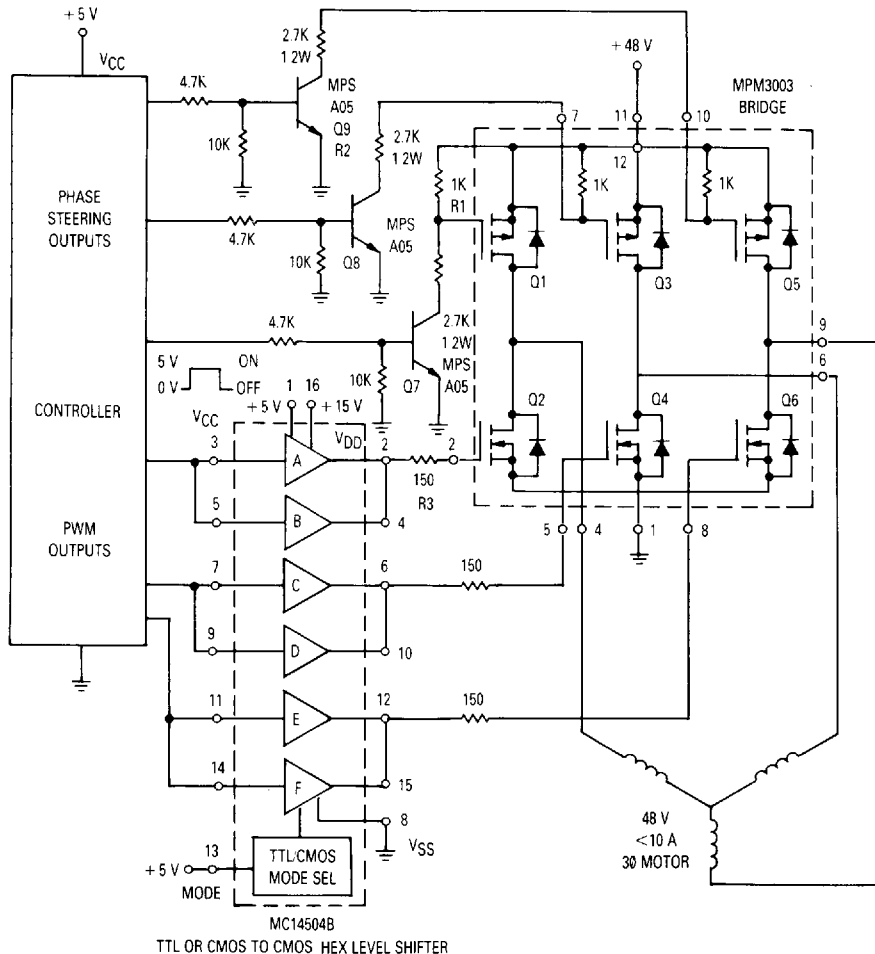 +5 V
VCC
2.7K
1 2W
4.7K
MPS
A05
Q9
R2
10K
+ 48 V
MPM3003
BRIDGE
7
11
10
12
2.7K
1 2W
1K
R1
1K
1K
PHASE
STEERING
OUTPUTS
4.7K
10K
MPS
A05
Q8
Q1
Q3
Q5
4.7K
2.7K
1 2W
MPS
A05
10K
Q7
9
6
5 V
0 V
ON
OFF
1
16
+5 V
+ 15 V
CONTROLLER
VCC
VDD
3
A
2
150
R3
2
Q2
Q4
Q6
5
B
4
5
4
1
8
PWM
OUTPUTS
7
C
6
150
9
D
10
11
E
12
150
14
F
15
8
VSS
48 V
<10 A
3Ø MOTOR
+5 V
13
MODE
TTL/CMOS
MODE SEL
MC14504B
TTL OR CMOS TO CMOS HEX LEVEL SHIFTER